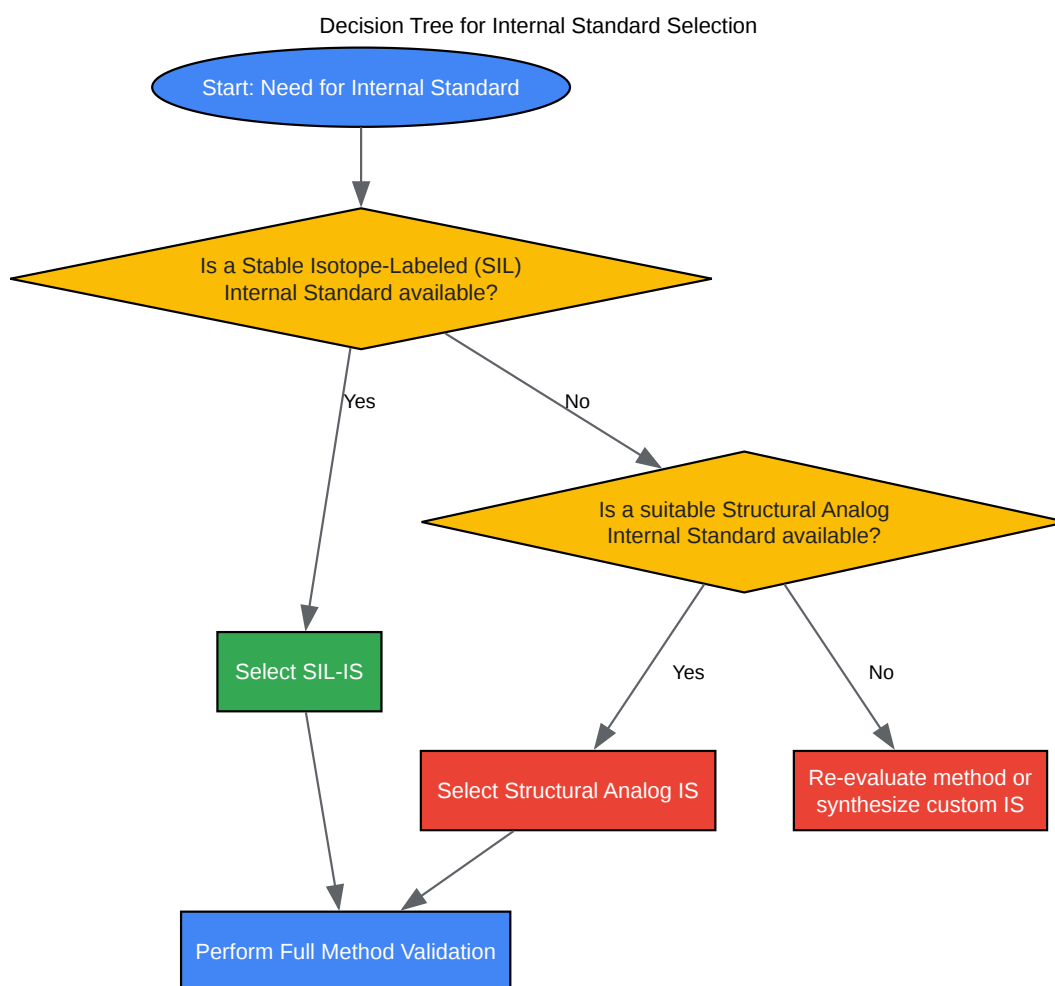 Decision Tree for Internal Standard Selection
Start: Need for Internal Standard
Is a Stable Isotope-Labeled (SIL)
Internal Standard available?
Yes
No
Is a suitable Structural Analog
Internal Standard available?
Select SIL-IS
Yes
No
Select Structural Analog IS
Re-evaluate method or
synthesize custom IS
Perform Full Method Validation